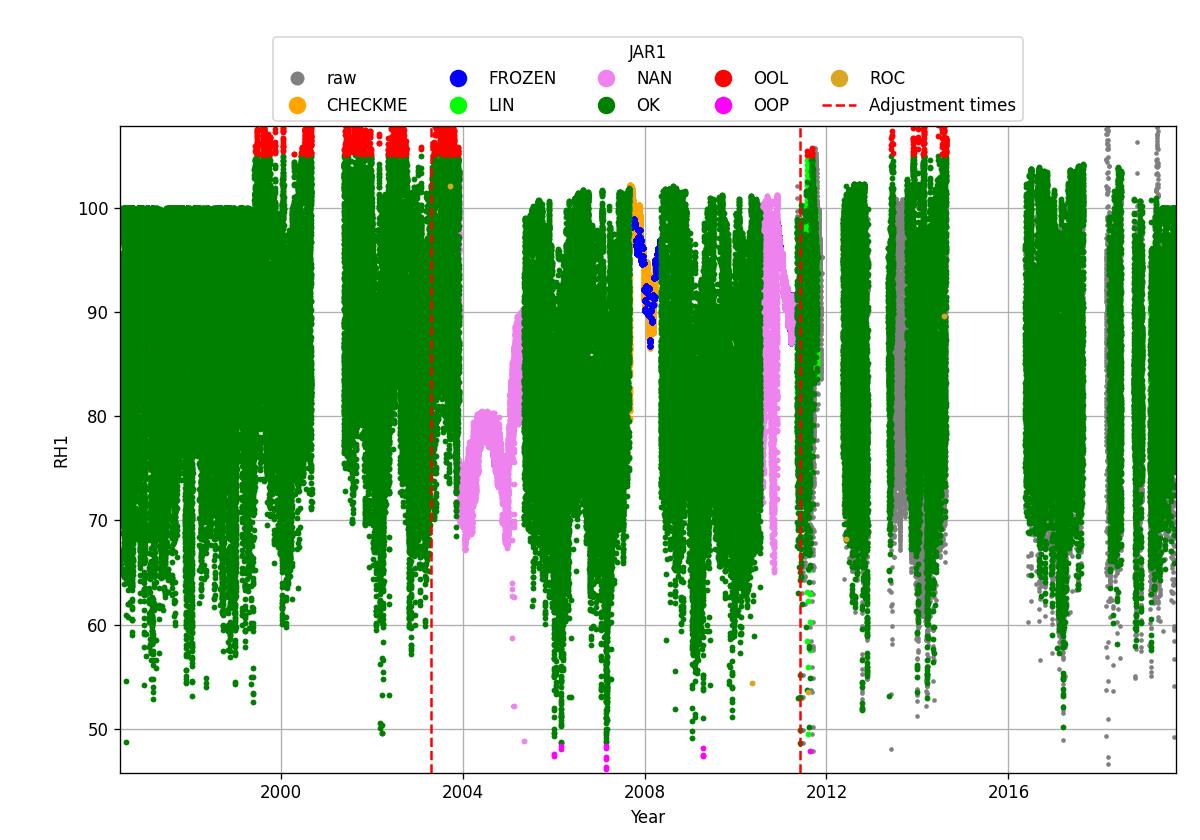 JAR1
raw FROZEN NAN OOL ROC
CHECKME LIN OK OOP Adjustment times
100
90
80
70
60
50
RH1
2000 2004 2008 2012 2016
Year